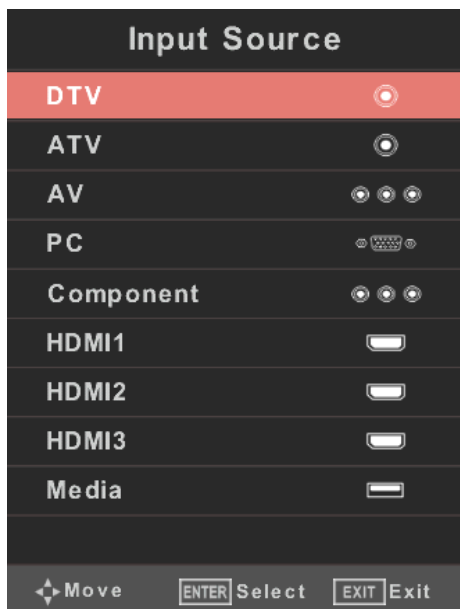 Input Source
DTV
ATV
AV
PC
Component
HDMI1
HDMI2
HDMI3
Media
Move ENTER Select EXIT Exit